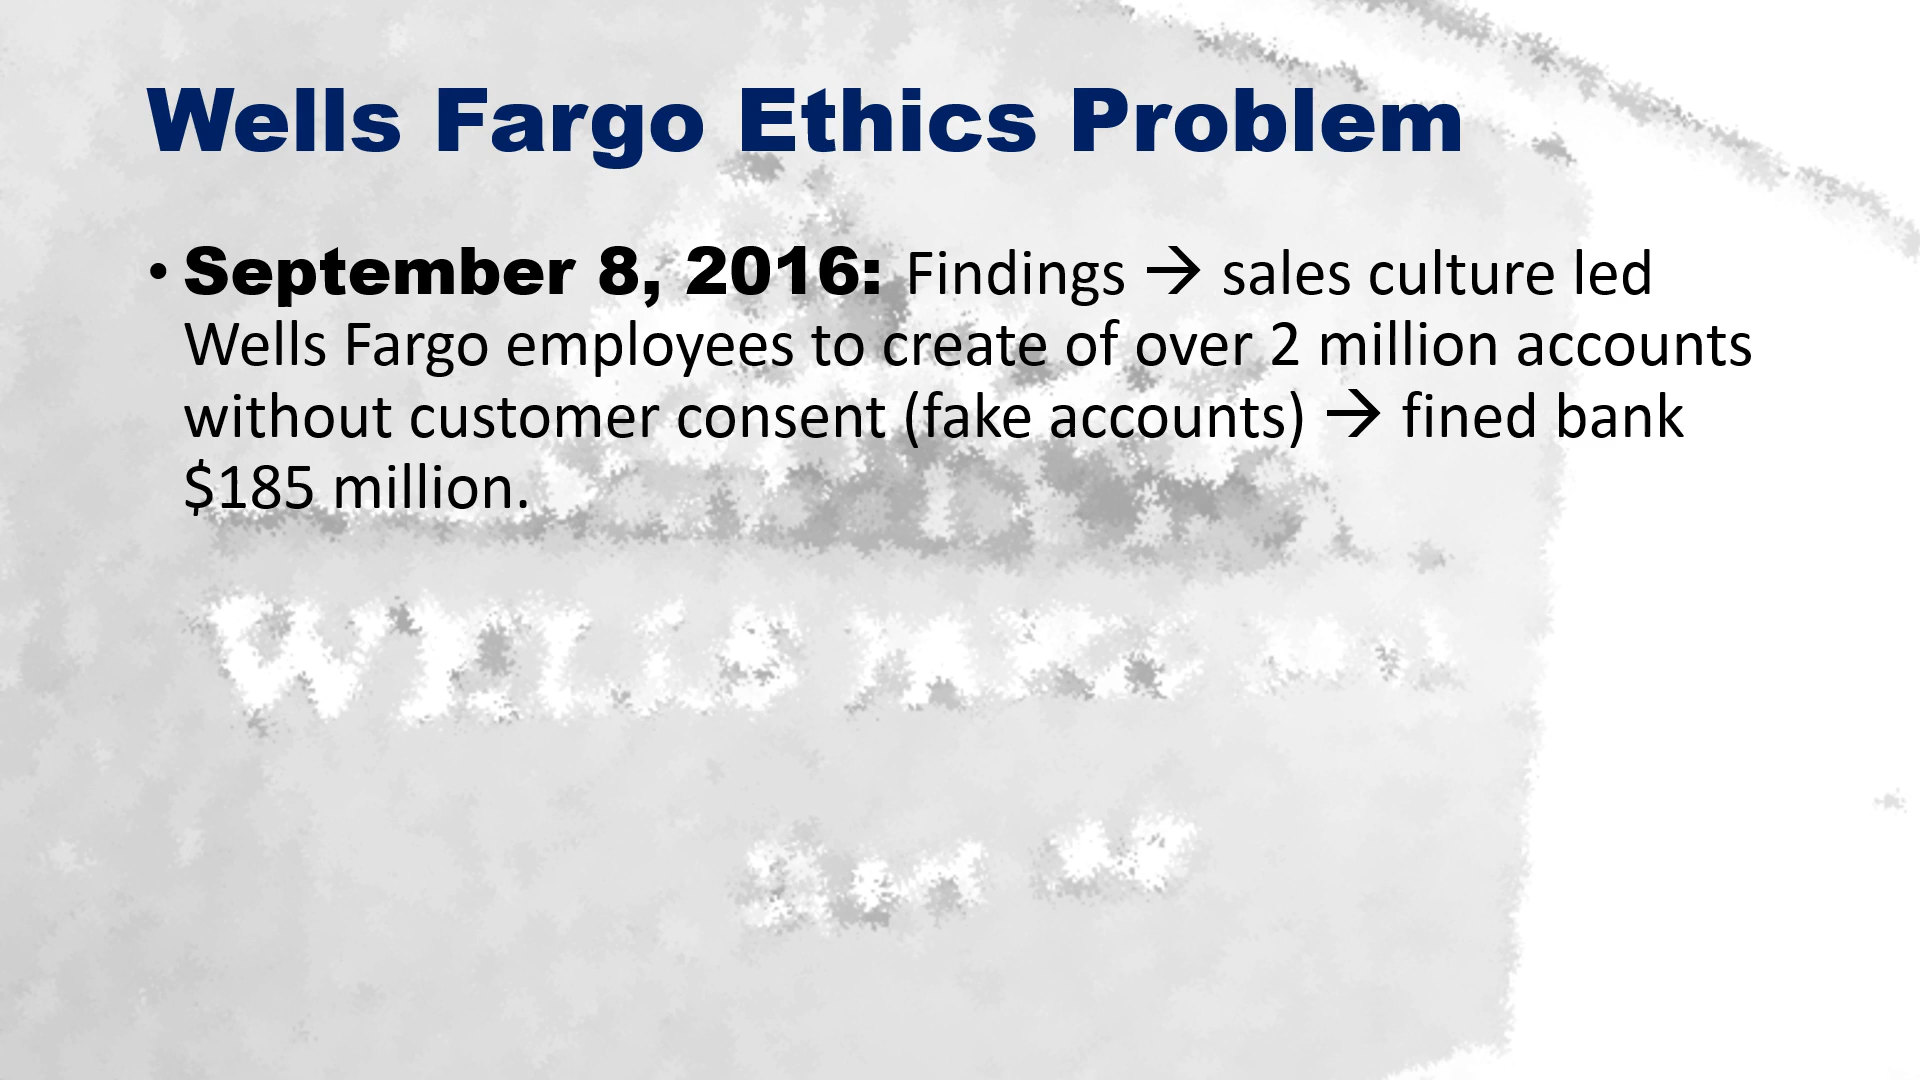 Wells Fargo Ethics Problem
• September 8, 2016: Findings → sales culture led
Wells Fargo employees to create of over 2 million accounts
without customer consent (fake accounts) → fined bank
$185 million.
WELLS